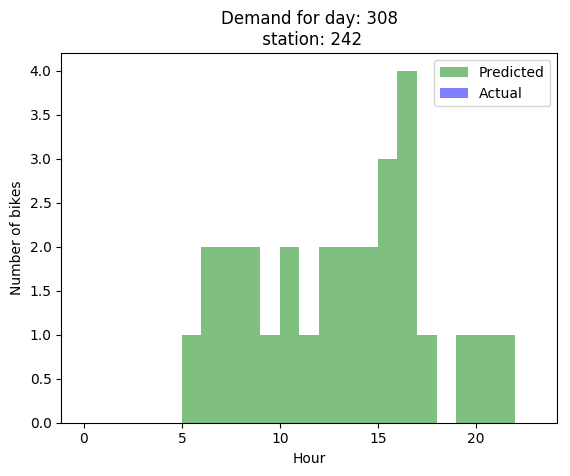 Demand for day: 308
station: 242
Predicted
Actual
Number of bikes
4.0
3.5
3.0
2.5
2.0
1.5
1.0
0.5
0.0
0 5 10 15 20
Hour